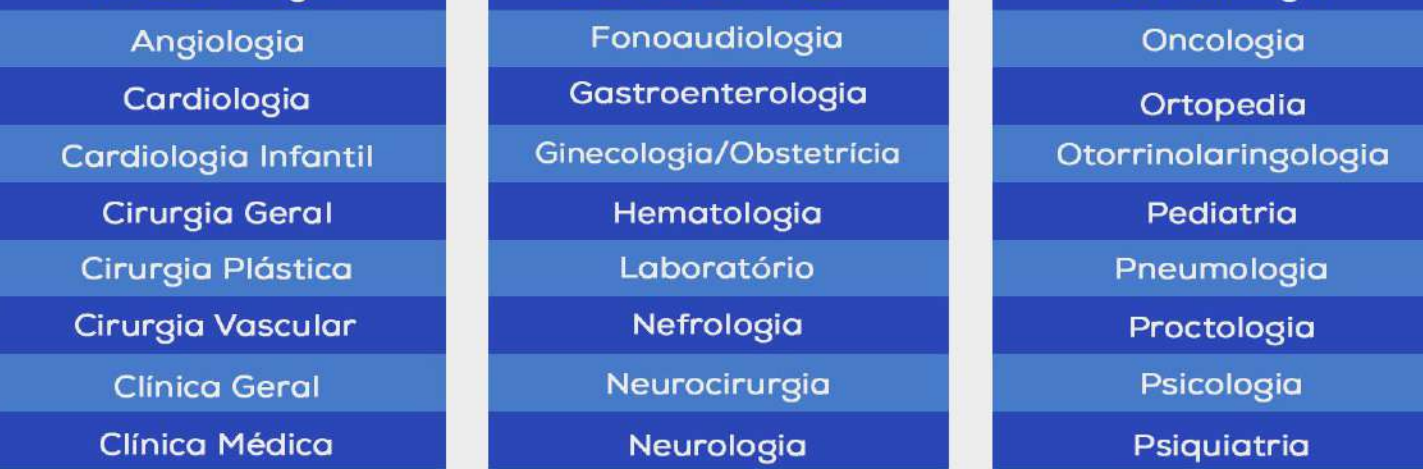 Angiologia
Cardiologia
Cardiologia Infantil
Cirurgia Geral
Cirurgia Plástica
Cirurgia Vascular
Clínica Geral
Clínica Médica
Fonoaudiologia
Gastroenterologia
Ginecologia/Obstetrícia
Hematologia
Laboratório
Nefrologia
Neurocirurgia
Neurologia
Oncologia
Ortopedia
Otorrinolaringologia
Pediatria
Pneumologia
Proctologia
Psicologia
Psiquiatria